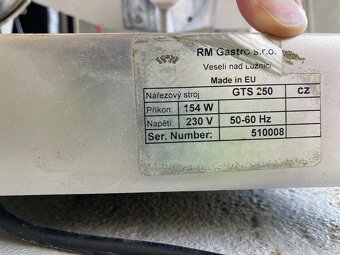 RM Gastro s.r.o.
Veselí nad Lužnicí
Made in EU
Nářezový stroj GTS 250 CZ
Příkon: 154 W
Napětí: 230 V 50-60 Hz
Ser. Number: 510008